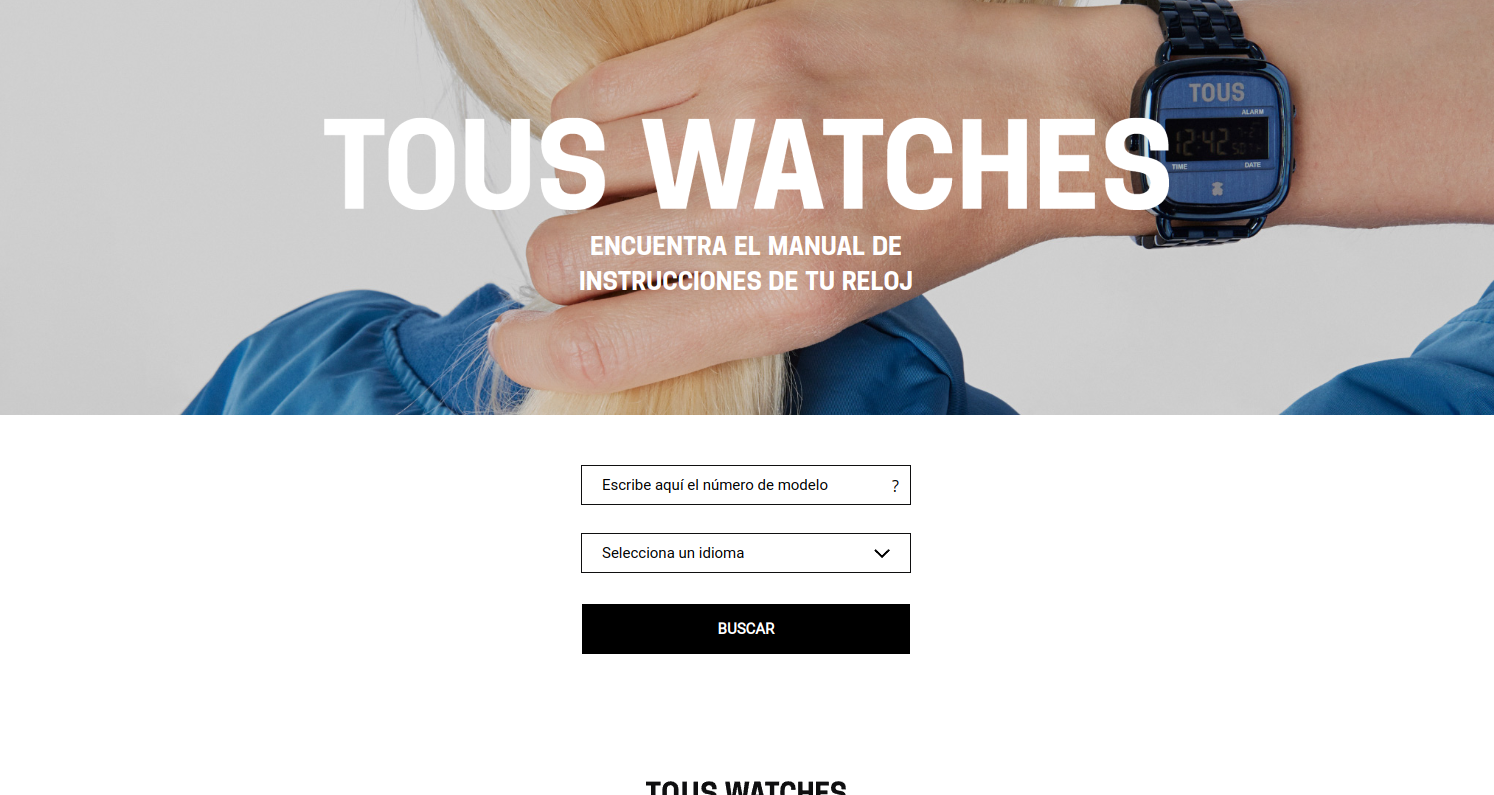 TOUS
ALARM
12:42
TIME
DATE
TOUS WATCHES
ENCUENTRA EL MANUAL DE
INSTRUCCIONES DE TU RELOJ
Escribe aquí el número de modelo
?
Selecciona un idioma
BUSCAR
TOUS WATCHES